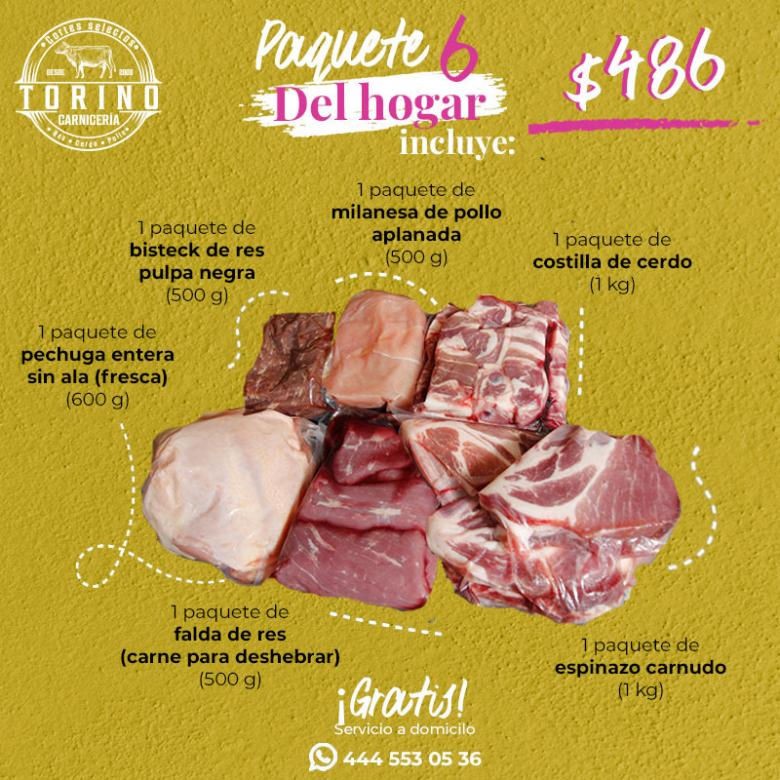 Cortes selectos
DESDE 2005
TORINO
CARNICERÍA
Res • Cerdo • Pollo
Paquete 6
Del hogar
incluye:
$486
1 paquete de
milanesa de pollo
aplanada
(500 g)
1 paquete de
bisteck de res
pulpa negra
(500 g)
1 paquete de
costilla de cerdo
(1 kg)
1 paquete de
pechuga entera
sin ala (fresca)
(600 g)
1 paquete de
falda de res
(carne para deshebrar)
(500 g)
1 paquete de
espinazo carnudo
(1 kg)
¡Gratis!
Servicio a domicilo
444 553 05 36